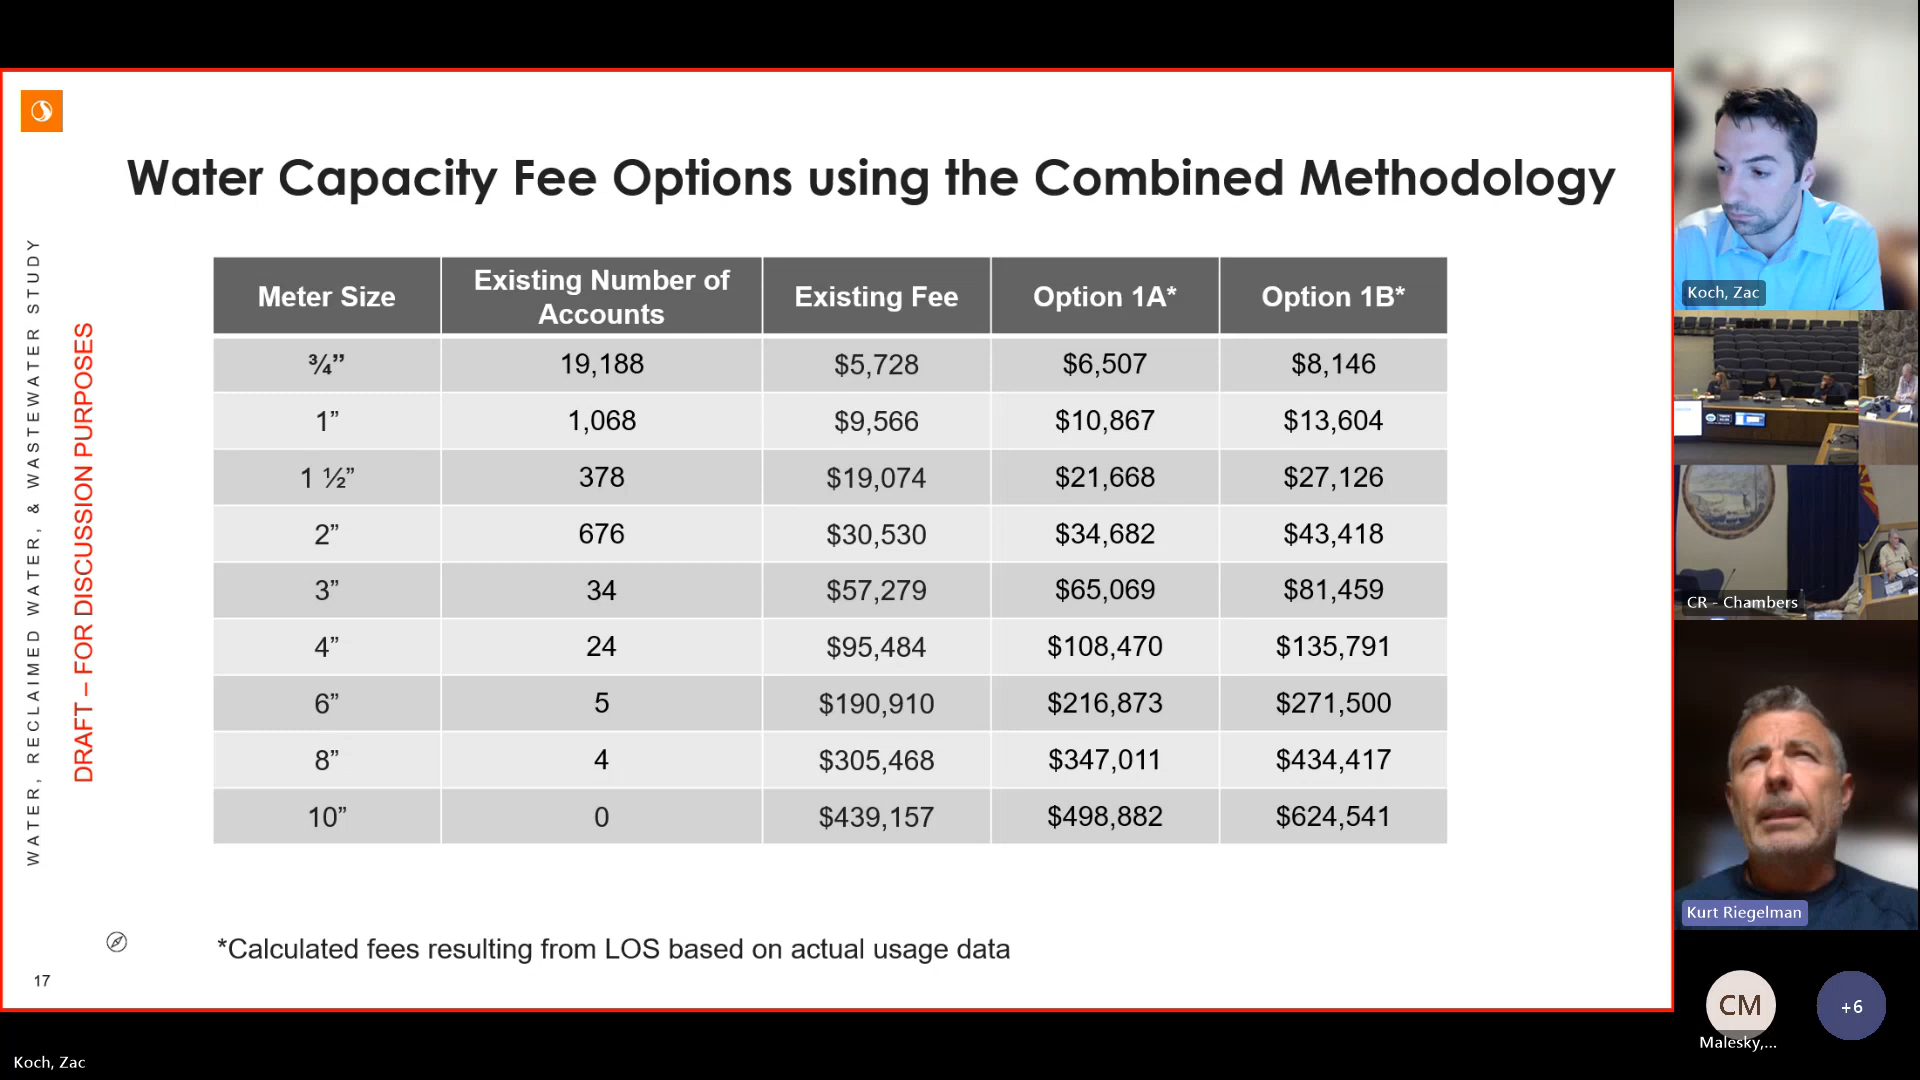 Water Capacity Fee Options using the Combined Methodology
WATER, RECLAIMED WATER, & WASTEWATER STUDY
DRAFT – FOR DISCUSSION PURPOSES
Meter Size Existing Number of Accounts Existing Fee Option 1A* Option 1B*
¾” 19,188 $5,728 $6,507 $8,146
1” 1,068 $9,566 $10,867 $13,604
1 ½” 378 $19,074 $21,668 $27,126
2” 676 $30,530 $34,682 $43,418
3” 34 $57,279 $65,069 $81,459
4” 24 $95,484 $108,470 $135,791
6” 5 $190,910 $216,873 $271,500
8” 4 $305,468 $347,011 $434,417
10” 0 $439,157 $498,882 $624,541
*Calculated fees resulting from LOS based on actual usage data
17
Koch, Zac
Koch, Zac
CR - Chambers
Kurt Riegelman
CM
Malesky,...
+6